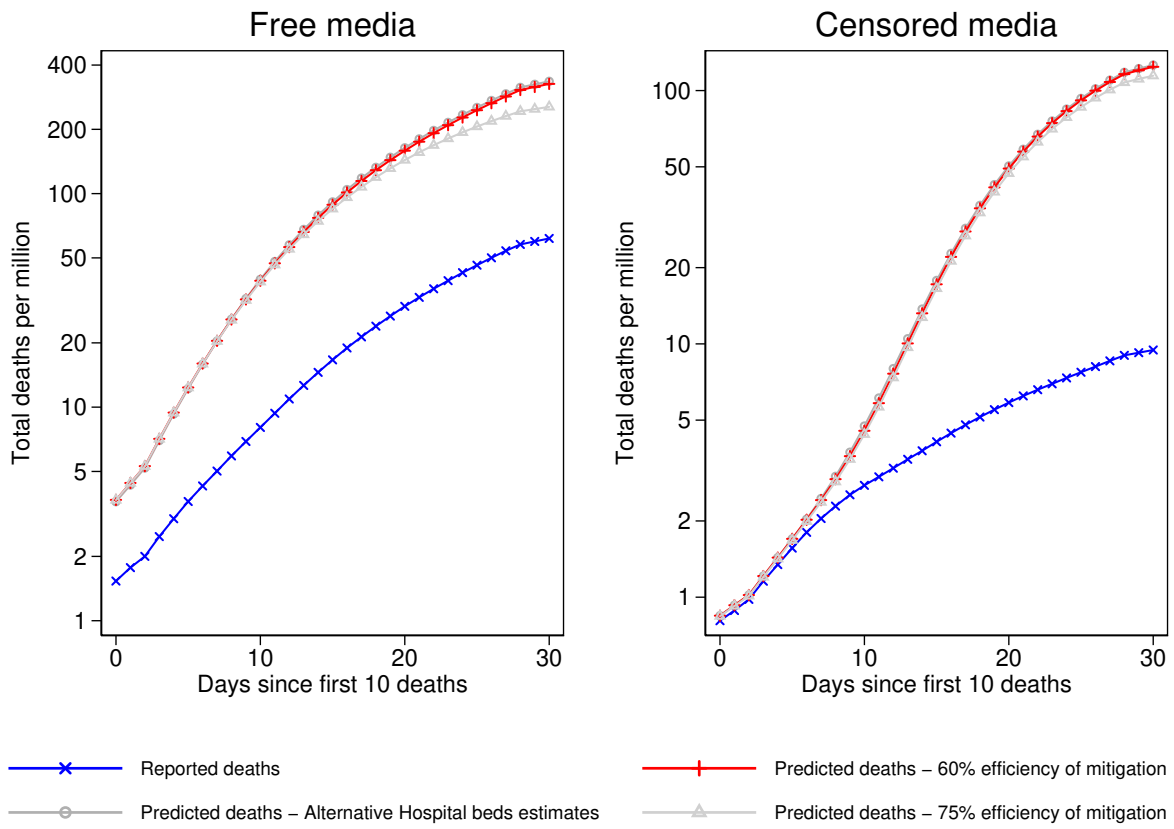 Free media
Total deaths per million
400
200
100
50
20
10
5
2
1
0
10
20
30
Days since first 10 deaths
Censored media
Total deaths per million
100
50
20
10
5
2
1
0
10
20
30
Days since first 10 deaths
Reported deaths
Predicted deaths − 60% efficiency of mitigation
Predicted deaths − Alternative Hospital beds estimates
Predicted deaths − 75% efficiency of mitigation